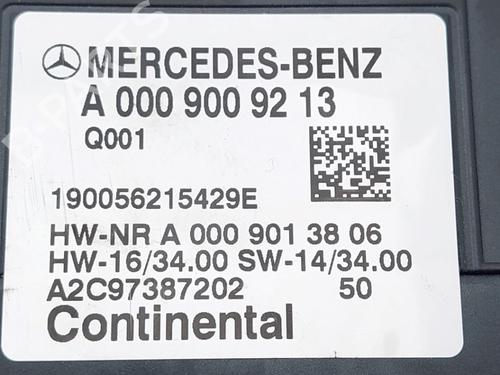 MERCEDES-BENZ
A 000 900 92 13
Q001
190056215429E
HW-NR A 000 901 38 06
HW-16/34.00 SW-14/34.00
A2C97387202 50
Continental
B-PARTS